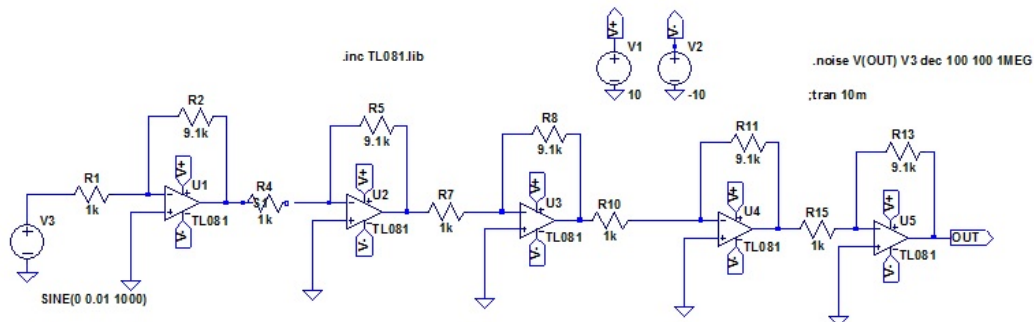 V+
V-
V1
V2
10
-10
.inc TL081.lib
.noise V(OUT) V3 dec 100 100 1MEG
;tran 10m
R2
9.1k
R5
9.1k
R8
9.1k
R11
9.1k
R13
9.1k
R1
1k
V+
U1
TL081
V-
R4
1k
V+
U2
TL081
V-
R7
1k
V+
U3
TL081
V-
R10
1k
V+
U4
TL081
V-
R15
1k
V+
U5
TL081
V-
OUT
V3
SINE(0 0.01 1000)